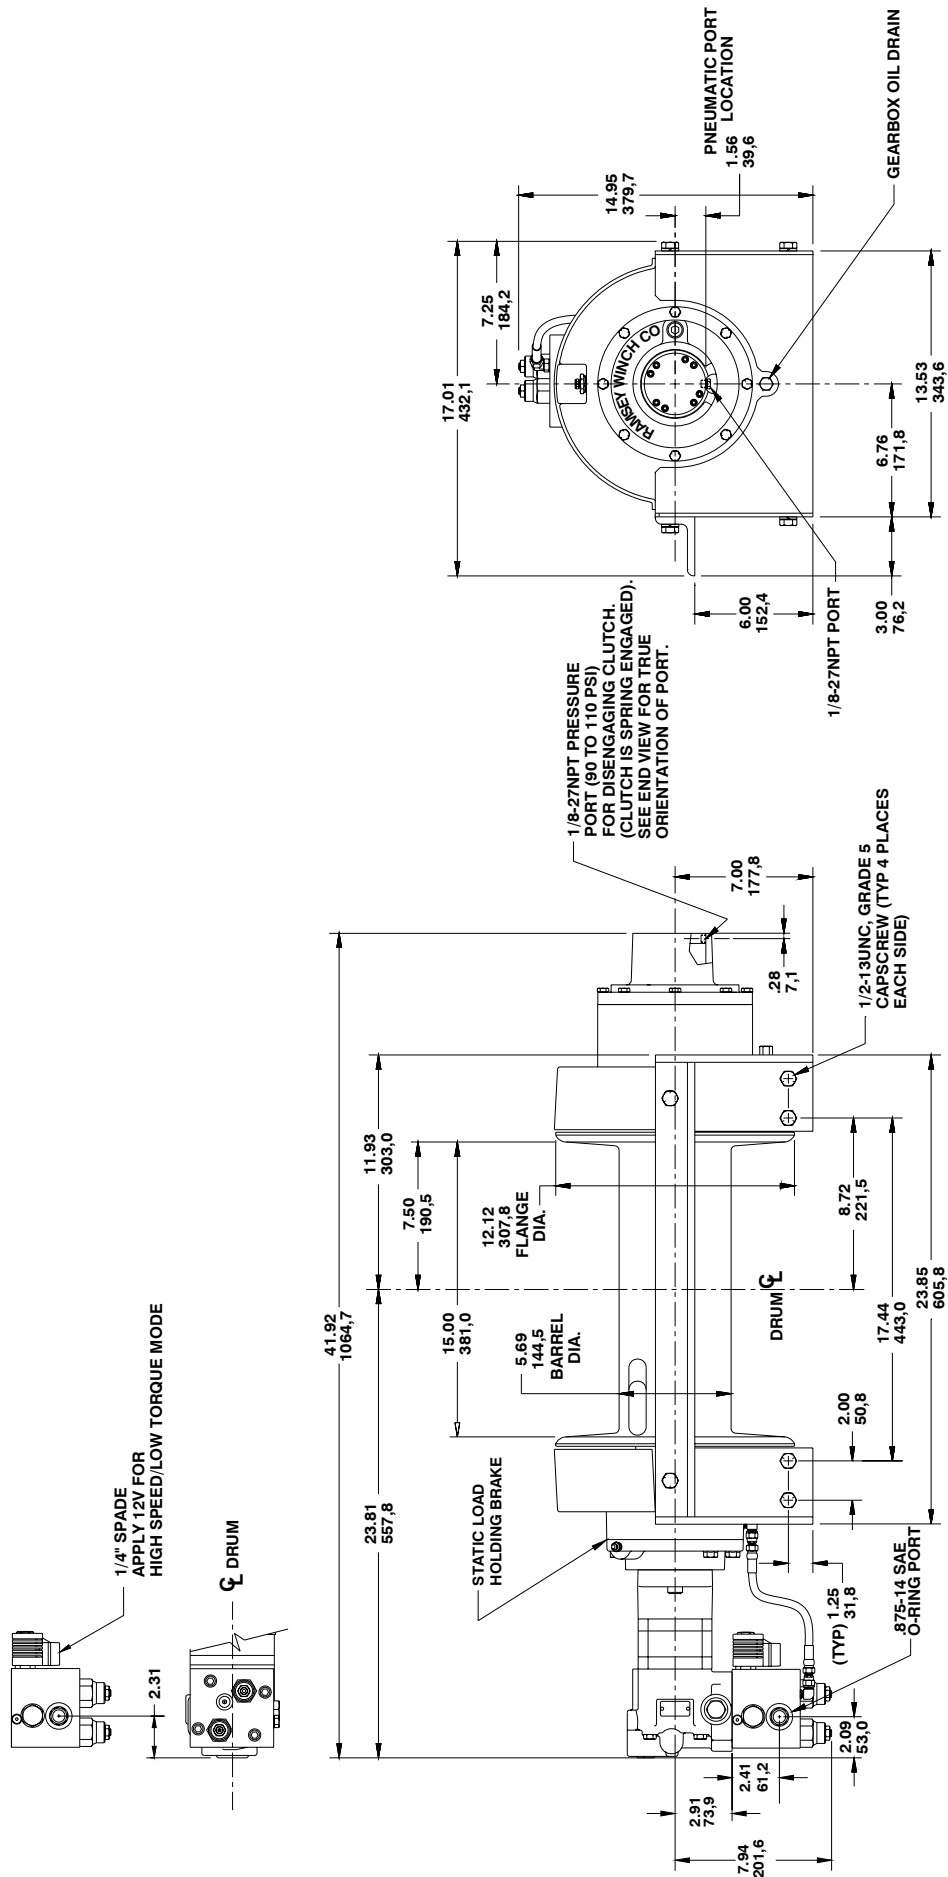 1/4" SPADE
APPLY 12V FOR
HIGH SPEED/LOW TORQUE MODE
2.31
℄ DRUM
41.92
1064,7
23.81
557,8
11.93
303,0
7.50
190,5
15.00
381,0
12.12
307,8
FLANGE
DIA.
5.69
144,5
BARREL
DIA.
STATIC LOAD
HOLDING BRAKE
DRUM ℄
1/8-27NPT PRESSURE
PORT (90 TO 110 PSI)
FOR DISENGAGING CLUTCH.
(CLUTCH IS SPRING ENGAGED).
SEE END VIEW FOR TRUE
ORIENTATION OF PORT.
7.00
177,8
.28
7,1
1/2-13UNC, GRADE 5
CAPSCREW (TYP 4 PLACES
EACH SIDE)
8.72
221,5
17.44
443,0
23.85
605,8
2.00
50,8
(TYP) 1.25
31,8
.875-14 SAE
O-RING PORT
2.09
53,0
2.41
61,2
2.91
73,9
7.94
201,6
17.01
432,1
7.25
184,2
14.95
379,7
PNEUMATIC PORT
LOCATION
1.56
39,6
RAMSEY WINCH CO
GEARBOX OIL DRAIN
13.53
343,6
6.76
171,8
3.00
76,2
6.00
152,4
1/8-27NPT PORT